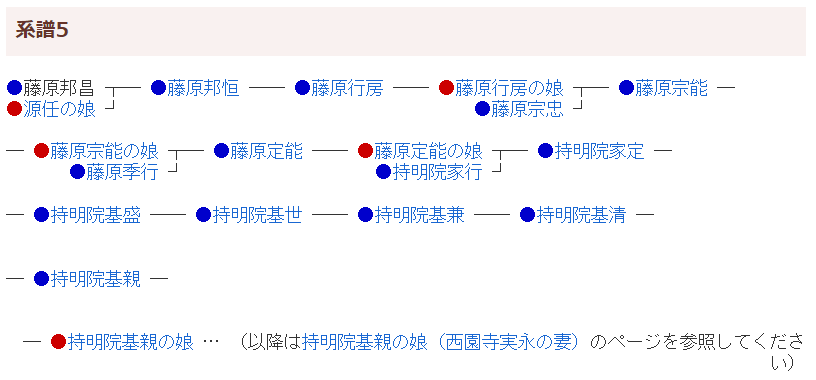 系譜5
●藤原邦昌 ┬─ ●藤原邦恒 ── ●藤原行房 ── ●藤原行房の娘 ┬─ ●藤原宗能 ─
●源任の娘 ┘ ●藤原宗忠 ┘
─ ●藤原宗能の娘 ┬─ ●藤原定能 ── ●藤原定能の娘 ┬─ ●持明院家定 ─
●藤原季行 ┘ ●持明院家行 ┘
─ ●持明院基盛 ── ●持明院基世 ── ●持明院基兼 ── ●持明院基清 ─
─ ●持明院基親 ─
─ ●持明院基親の娘 … （以降は持明院基親の娘（西園寺実永の妻）のページを参照してくださ
い）